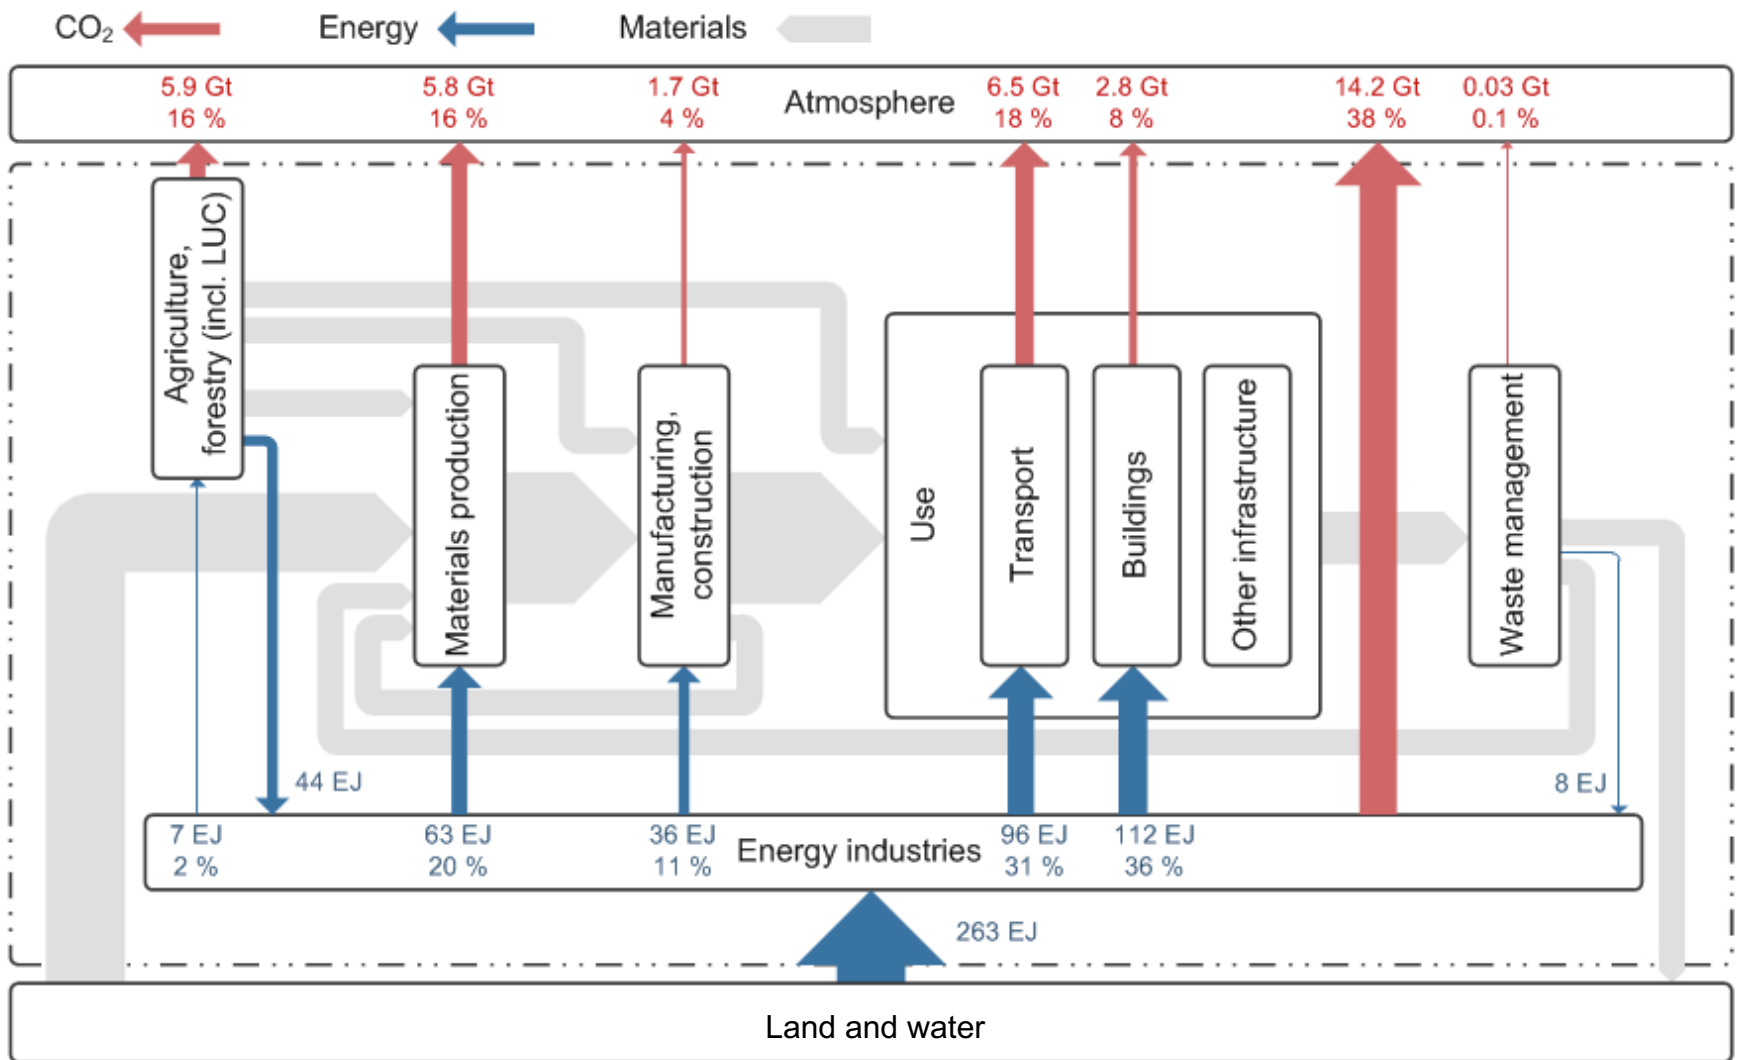 CO₂
Energy
Materials
5.9 Gt
16 %
5.8 Gt
16 %
1.7 Gt
4 %
Atmosphere
6.5 Gt
18 %
2.8 Gt
8 %
14.2 Gt
38 %
0.03 Gt
0.1 %
Agriculture,
forestry (incl. LUC)
Materials production
Manufacturing,
construction
Use
Transport
Buildings
Other infrastructure
Waste management
44 EJ
8 EJ
7 EJ
2 %
63 EJ
20 %
36 EJ
11 %
Energy industries
96 EJ
31 %
112 EJ
36 %
263 EJ
Land and water